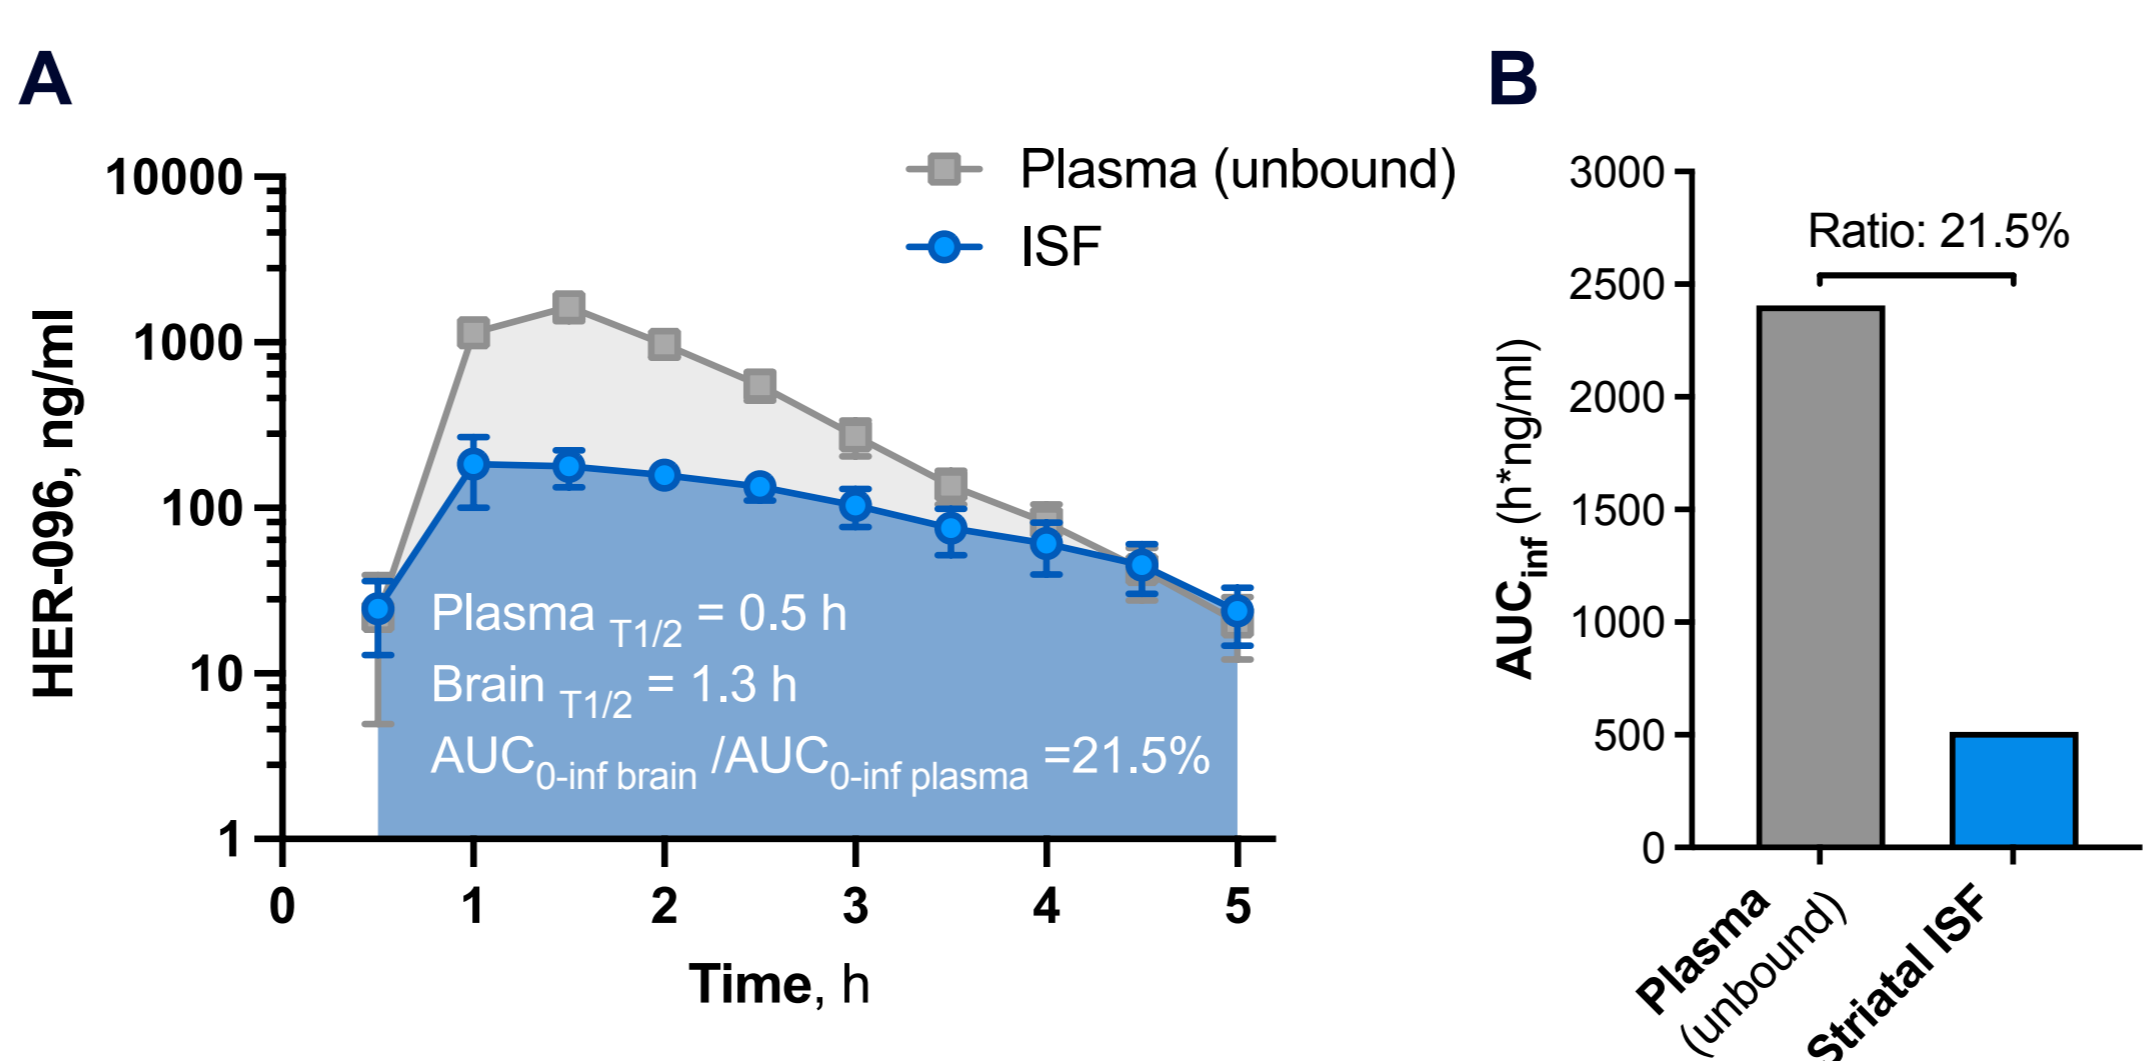 A
HER-096, ng/ml
10000
1000
100
10
1
Plasma (unbound)
ISF
Plasma T1/2 = 0.5 h
Brain T1/2 = 1.3 h
AUC0-inf brain /AUC0-inf plasma =21.5%
0 1 2 3 4 5
Time, h
B
AUCinf (h*ng/ml)
3000
2500
2000
1500
1000
500
0
Ratio: 21.5%
Plasma
(unbound)
Striatal ISF